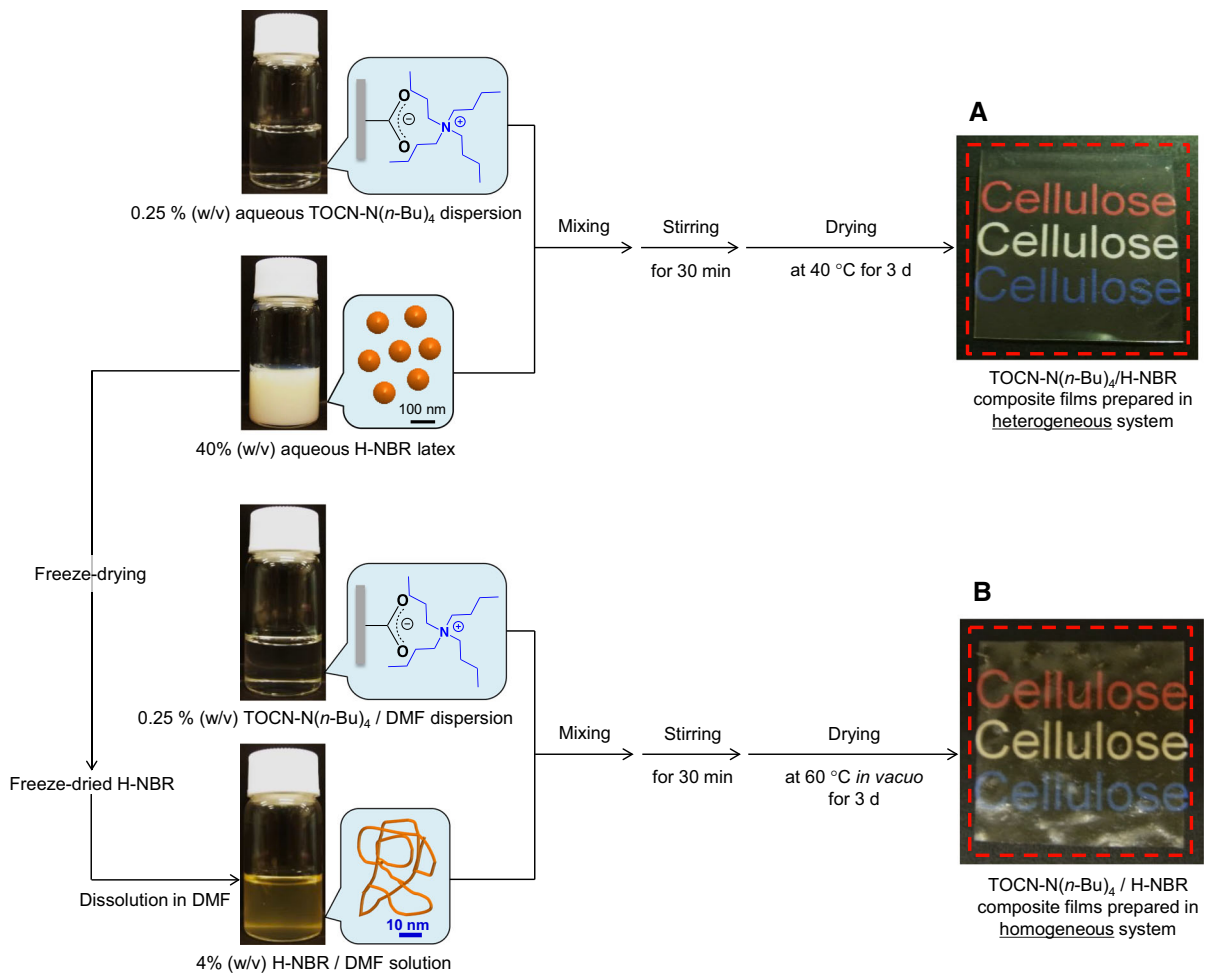 O
O
⊖
N
⊕
0.25 % (w/v) aqueous TOCN-N(n-Bu)₄ dispersion
100 nm
40% (w/v) aqueous H-NBR latex
Mixing
Stirring
for 30 min
Drying
at 40 °C for 3 d
A
Cellulose
Cellulose
Cellulose
TOCN-N(n-Bu)₄/H-NBR
composite films prepared in
heterogeneous system
Freeze-drying
Freeze-dried H-NBR
Dissolution in DMF
O
O
⊖
N
⊕
0.25 % (w/v) TOCN-N(n-Bu)₄ / DMF dispersion
10 nm
4% (w/v) H-NBR / DMF solution
Mixing
Stirring
for 30 min
Drying
at 60 °C in vacuo
for 3 d
B
Cellulose
Cellulose
Cellulose
TOCN-N(n-Bu)₄ / H-NBR
composite films prepared in
homogeneous system